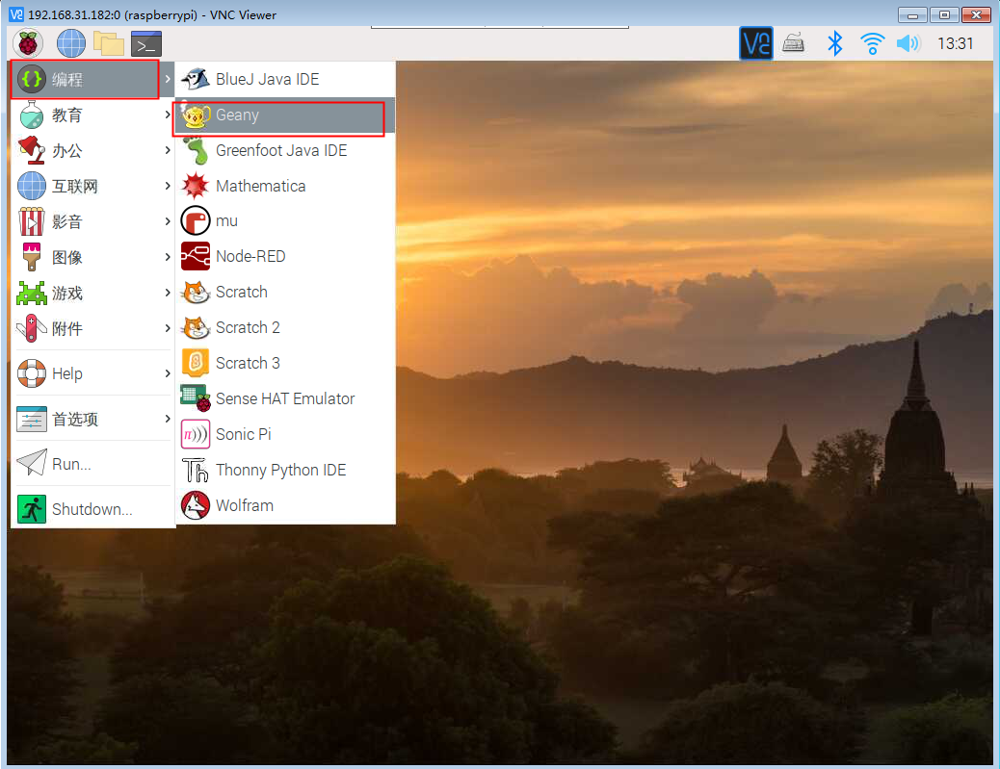 192.168.31.182:0 (raspberrypi) - VNC Viewer
13:31
编程
教育
办公
互联网
影音
图像
游戏
附件
Help
首选项
Run...
Shutdown...
BlueJ Java IDE
Geany
Greenfoot Java IDE
Mathematica
mu
Node-RED
Scratch
Scratch 2
Scratch 3
Sense HAT Emulator
Sonic Pi
Thonny Python IDE
Wolfram